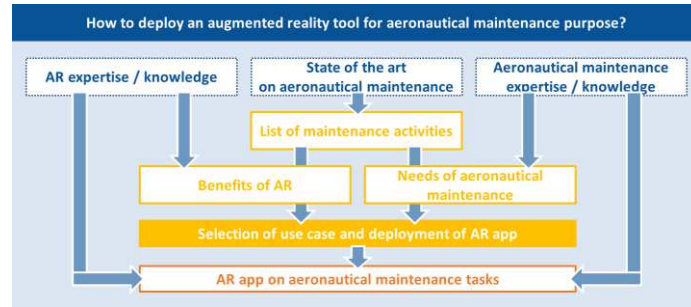 How to deploy an augmented reality tool for aeronautical maintenance purpose?
AR expertise / knowledge
State of the art
on aeronautical maintenance
Aeronautical maintenance
expertise / knowledge
List of maintenance activities
Benefits of AR
Needs of aeronautical
maintenance
Selection of use case and deployment of AR app
AR app on aeronautical maintenance tasks